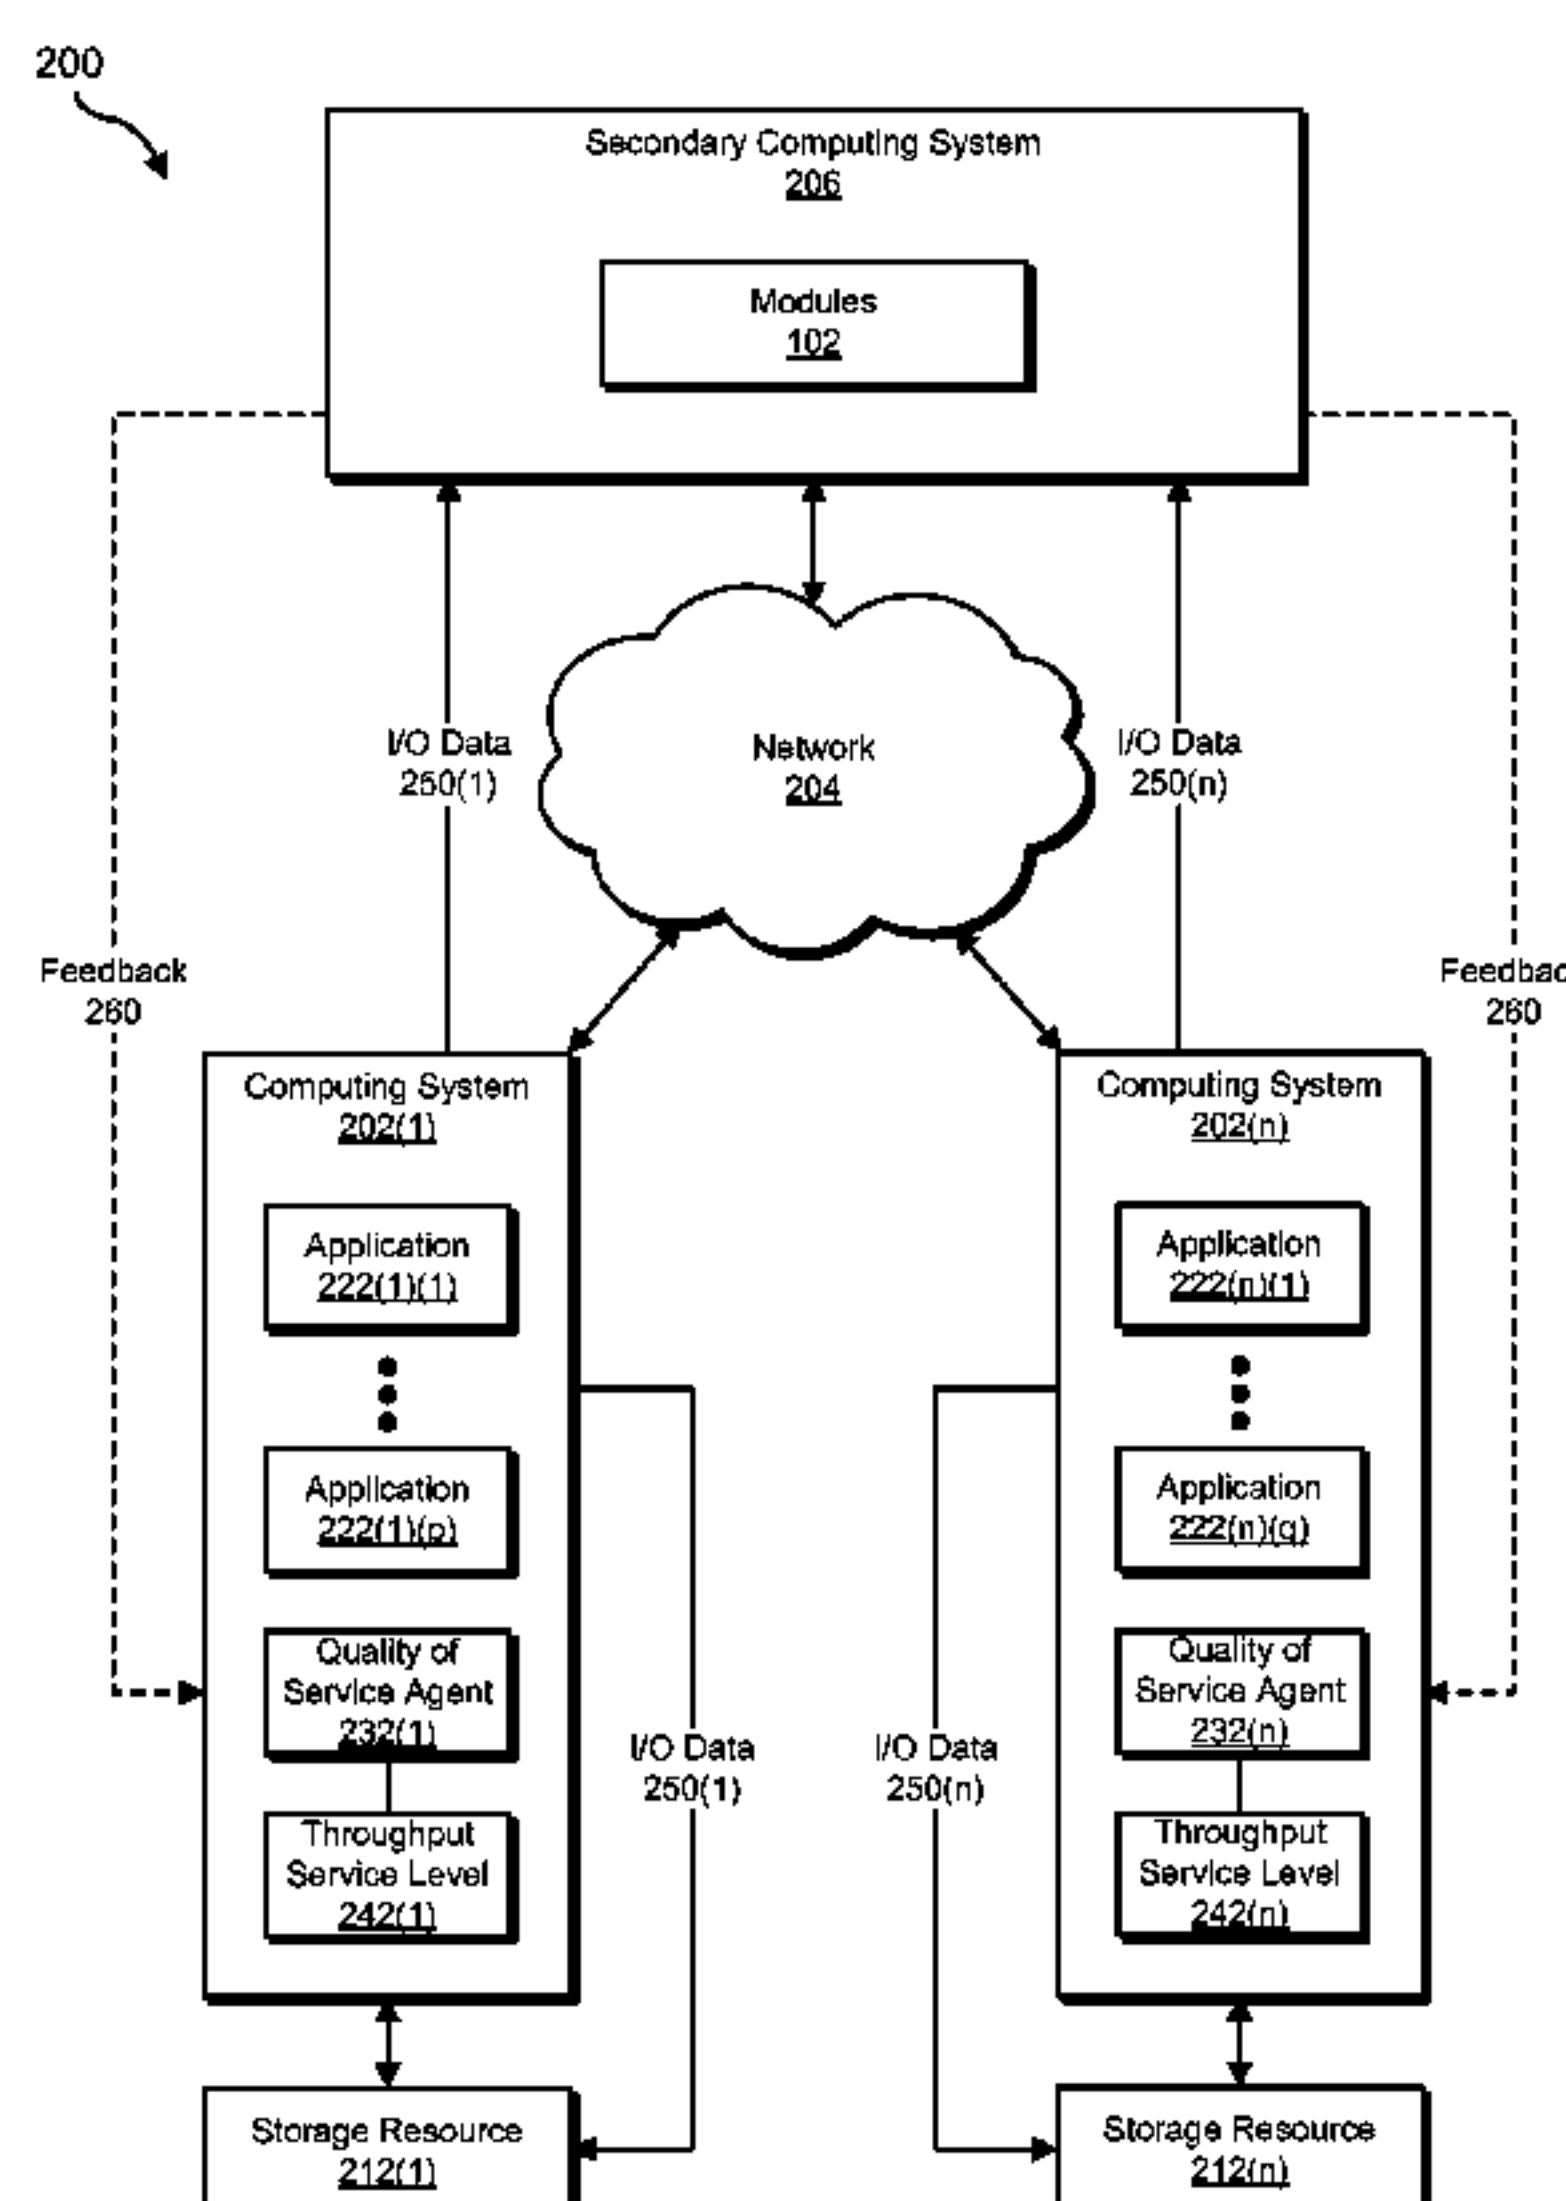 200
Secondary Computing System
206
Modules
102
I/O Data
250(1)
Network
204
I/O Data
250(n)
Feedback
260
Feedbac
260
Computing System
202(1)
Application
222(1)(1)
Application
222(1)(p)
Quality of
Service Agent
232(1)
Throughput
Service Level
242(1)
I/O Data
250(1)
Computing System
202(n)
Application
222(n)(1)
Application
222(n)(q)
Quality of
Service Agent
232(n)
Throughput
Service Level
242(n)
I/O Data
250(n)
Storage Resource
212(1)
Storage Resource
212(n)